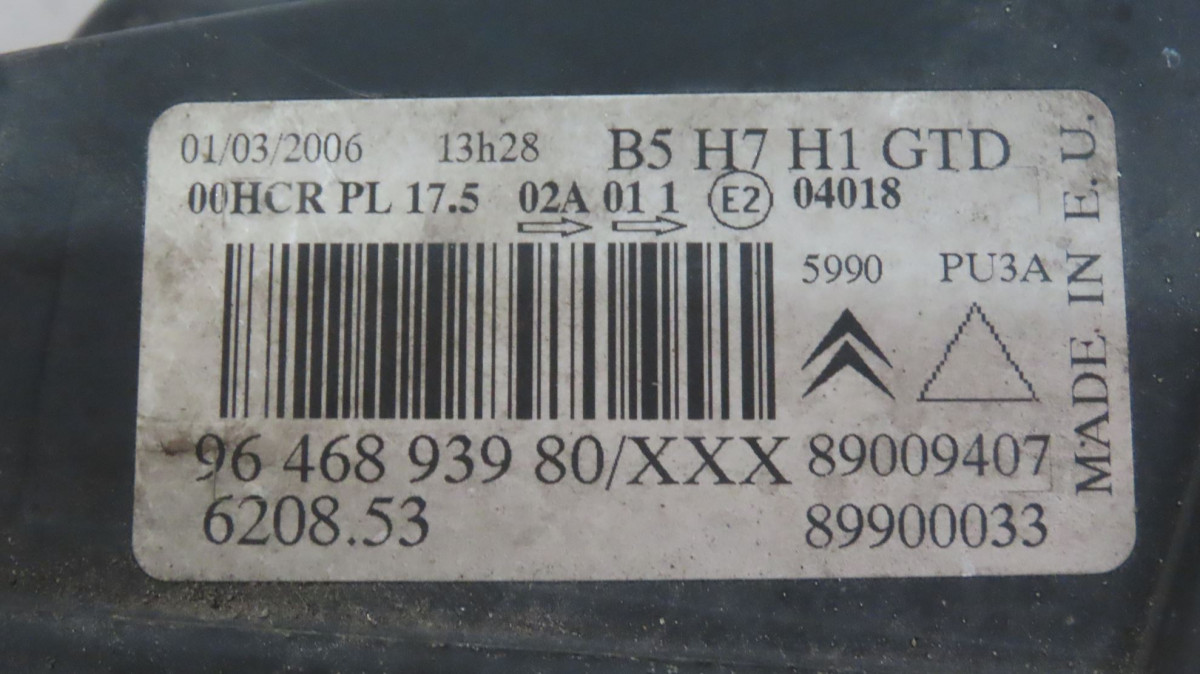 01/03/2006 13h28 B5 H7 H1 GTD
00HCR PL 17.5 02A 01 1 E2 04018
5990 PU3A
96 468 939 80/XXX 89009407
6208.53 89900033
MADE IN E.U.